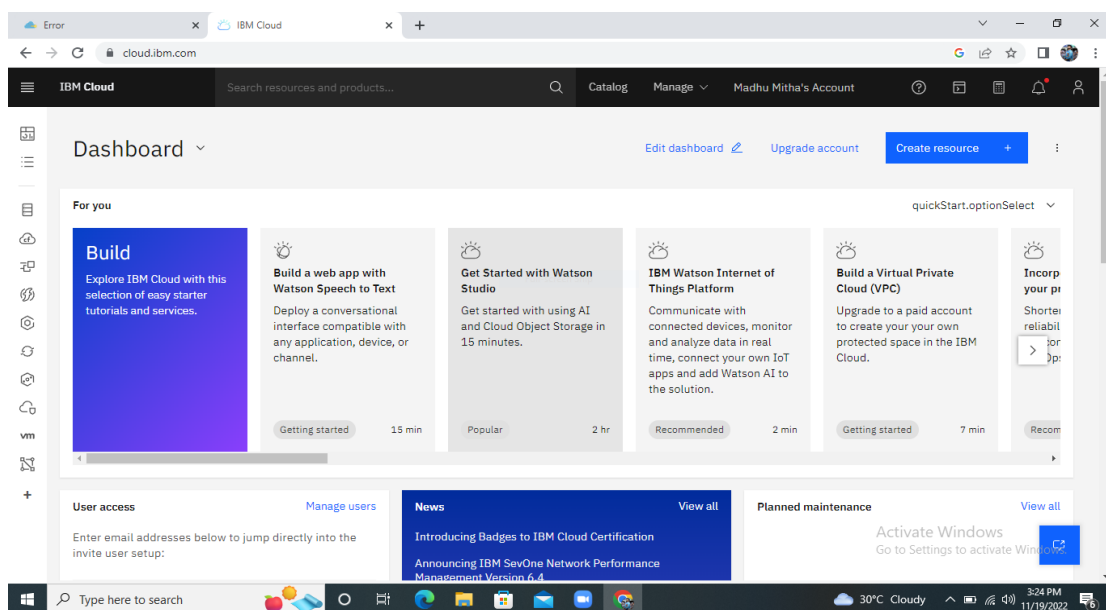 Error
IBM Cloud
cloud.ibm.com
IBM Cloud
Search resources and products...
Catalog
Manage
Madhu Mitha's Account
Dashboard
Edit dashboard
Upgrade account
Create resource +
For you
quickStart.optionSelect
Build
Explore IBM Cloud with this
selection of easy starter
tutorials and services.
Build a web app with
Watson Speech to Text
Deploy a conversational
interface compatible with
any application, device, or
channel.
Getting started
15 min
Get Started with Watson
Studio
Get started with using AI
and Cloud Object Storage in
15 minutes.
Popular
2 hr
IBM Watson Internet of
Things Platform
Communicate with
connected devices, monitor
and analyze data in real
time, connect your own IoT
apps and add Watson AI to
the solution.
Recommended
2 min
Build a Virtual Private
Cloud (VPC)
Upgrade to a paid account
to create your your own
protected space in the IBM
Cloud.
Getting started
7 min
Incorp
your pr
Shorter
reliabil
Recom
vm
User access
Manage users
Enter email addresses below to jump directly into the
invite user setup:
News
View all
Introducing Badges to IBM Cloud Certification
Announcing IBM SevOne Network Performance
Management Version 6.4
Planned maintenance
View all
Activate Windows
Go to Settings to activate Windows.
Type here to search
30°C Cloudy
3:24 PM
11/19/2022
6